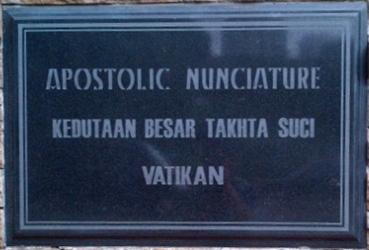 APOSTOLIC NUNCIATURE
KEDUTAAN BESAR TAKHTA SUCI
VATIKAN